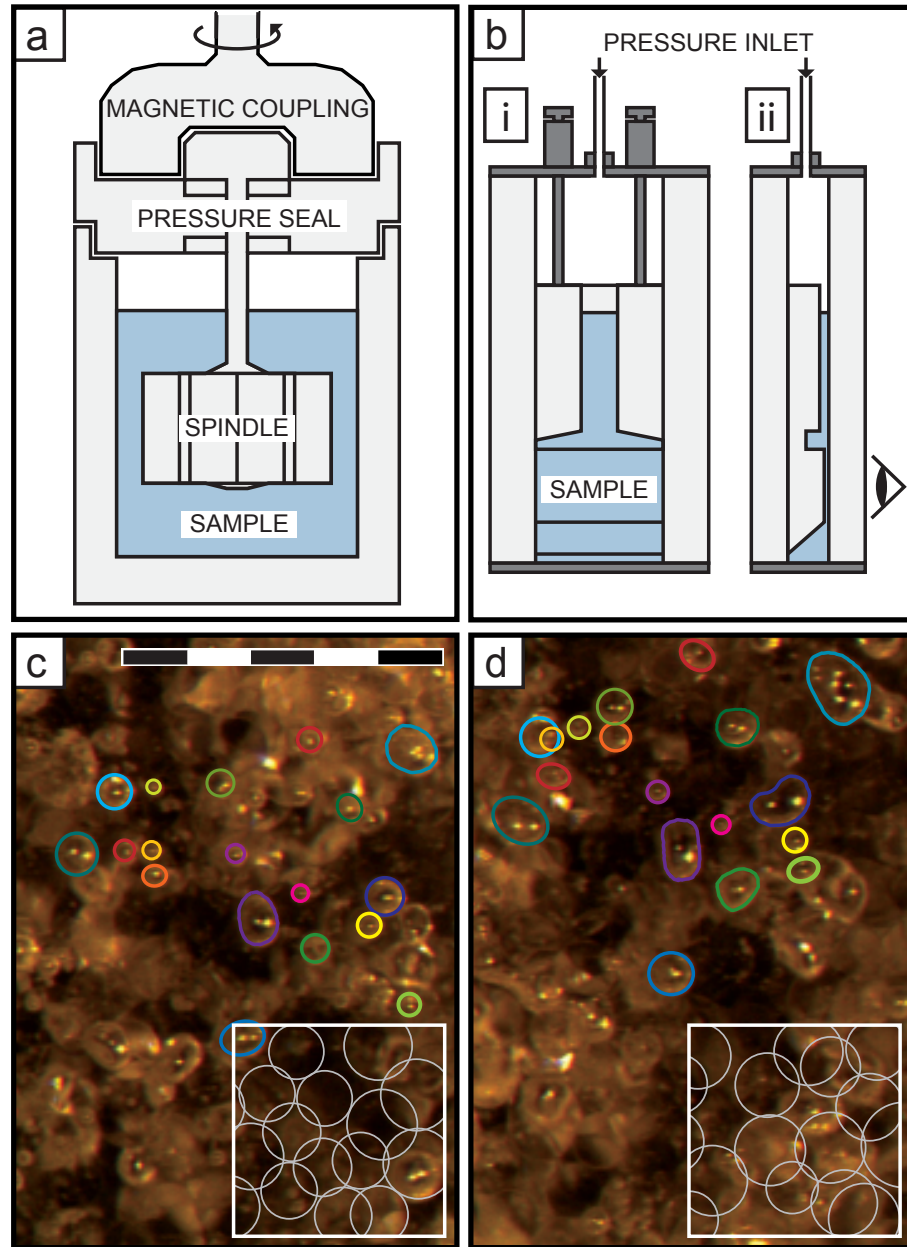 a
MAGNETIC COUPLING
PRESSURE SEAL
SPINDLE
SAMPLE
b
PRESSURE INLET
i
ii
SAMPLE
c
d